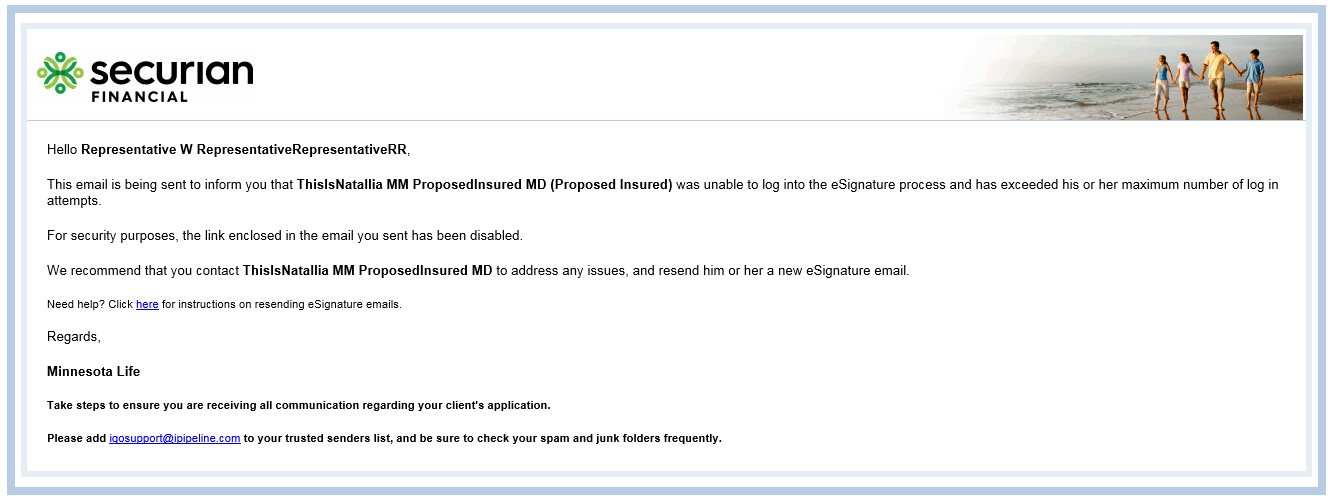 securian
FINANCIAL
Hello Representative W RepresentativeRepresentativeRR,
This email is being sent to inform you that ThisIsNatallia MM ProposedInsured MD (Proposed Insured) was unable to log into the eSignature process and has exceeded his or her maximum number of log in
attempts.
For security purposes, the link enclosed in the email you sent has been disabled.
We recommend that you contact ThisIsNatallia MM ProposedInsured MD to address any issues, and resend him or her a new eSignature email.
Need help? Click here for instructions on resending eSignature emails.
Regards,
Minnesota Life
Take steps to ensure you are receiving all communication regarding your client's application.
Please add igosupport@ipipeline.com to your trusted senders list, and be sure to check your spam and junk folders frequently.